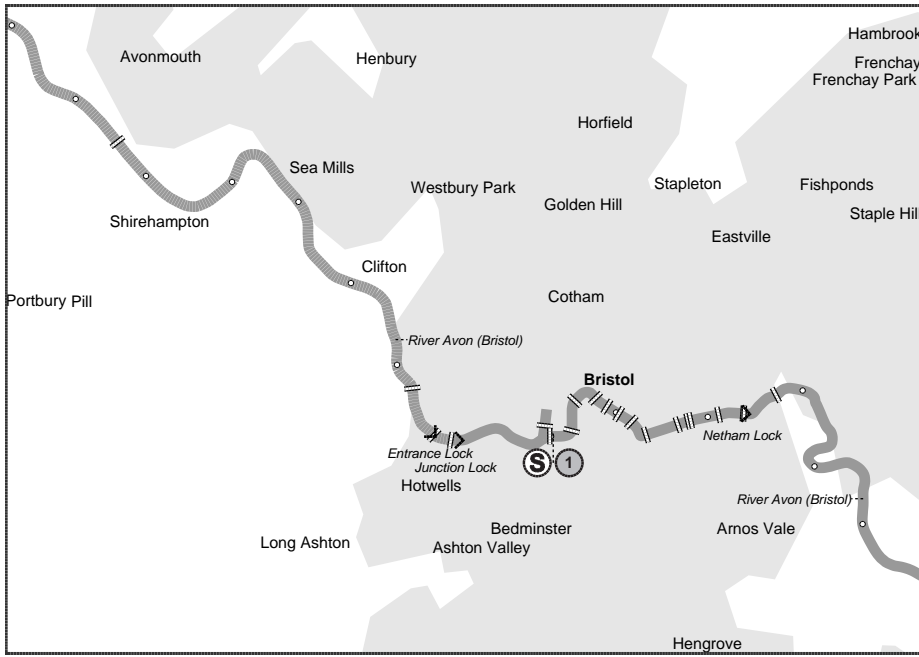 Hambrook
Avonmouth
Henbury
Frenchay
Frenchay Park
Horfield
Sea Mills
Westbury Park
Stapleton
Fishponds
Golden Hill
Staple Hill
Shirehampton
Eastville
Clifton
Portbury Pill
Cotham
River Avon (Bristol)
Bristol
Netham Lock
Entrance Lock
Junction Lock
S
1
Hotwells
River Avon (Bristol)
Bedminster
Arnos Vale
Long Ashton
Ashton Valley
Hengrove